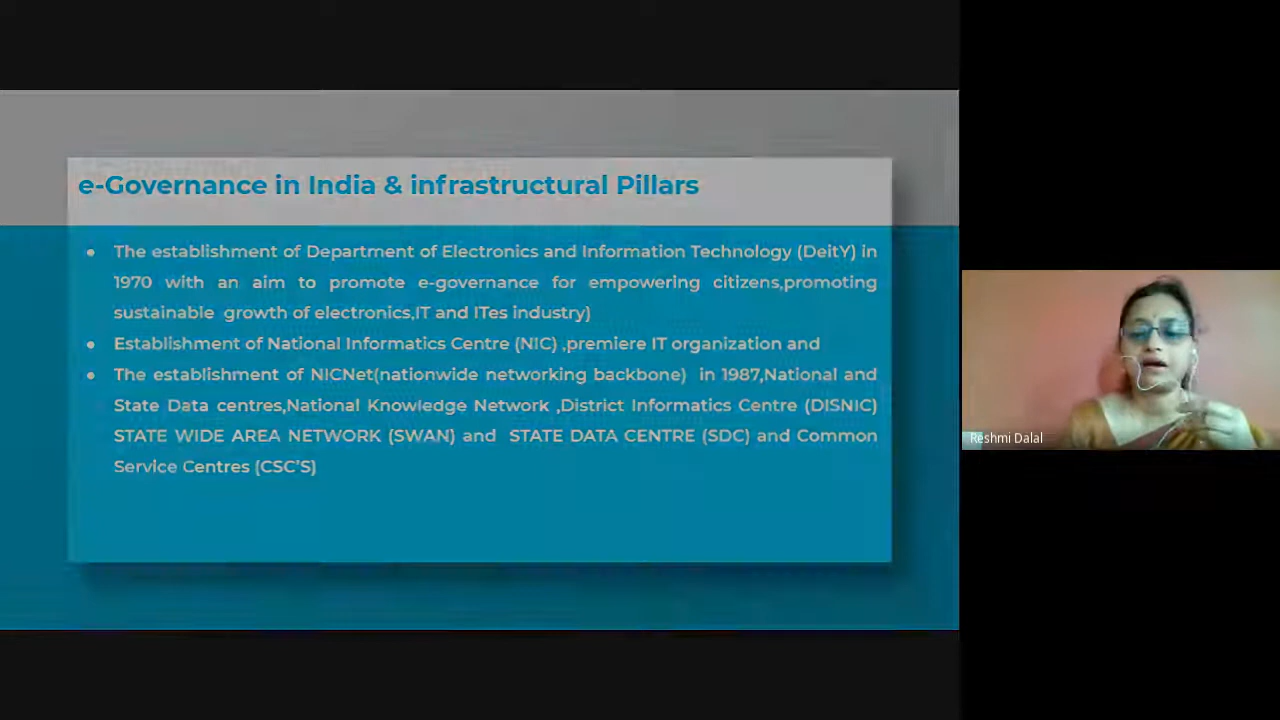 e-Governance in India & infrastructural Pillars
• The establishment of Department of Electronics and Information Technology (DeitY) in
1970 with an aim to promote e-governance for empowering citizens,promoting
sustainable growth of electronics,IT and ITes industry)
• Establishment of National Informatics Centre (NIC) ,premiere IT organization and
• The establishment of NICNet(nationwide networking backbone) in 1987,National and
State Data centres,National Knowledge Network ,District Informatics Centre (DISNIC)
STATE WIDE AREA NETWORK (SWAN) and STATE DATA CENTRE (SDC) and Common
Service Centres (CSC'S)
Reshmi Dalal